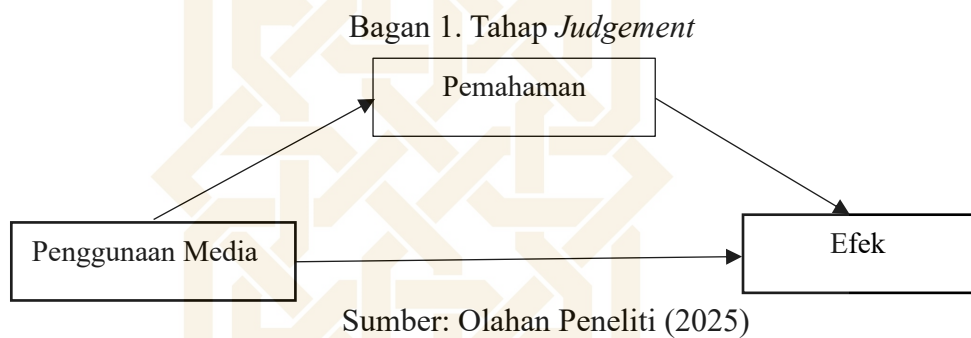 Bagan 1. Tahap Judgement
Pemahaman
Penggunaan Media
Efek
Sumber: Olahan Peneliti (2025)